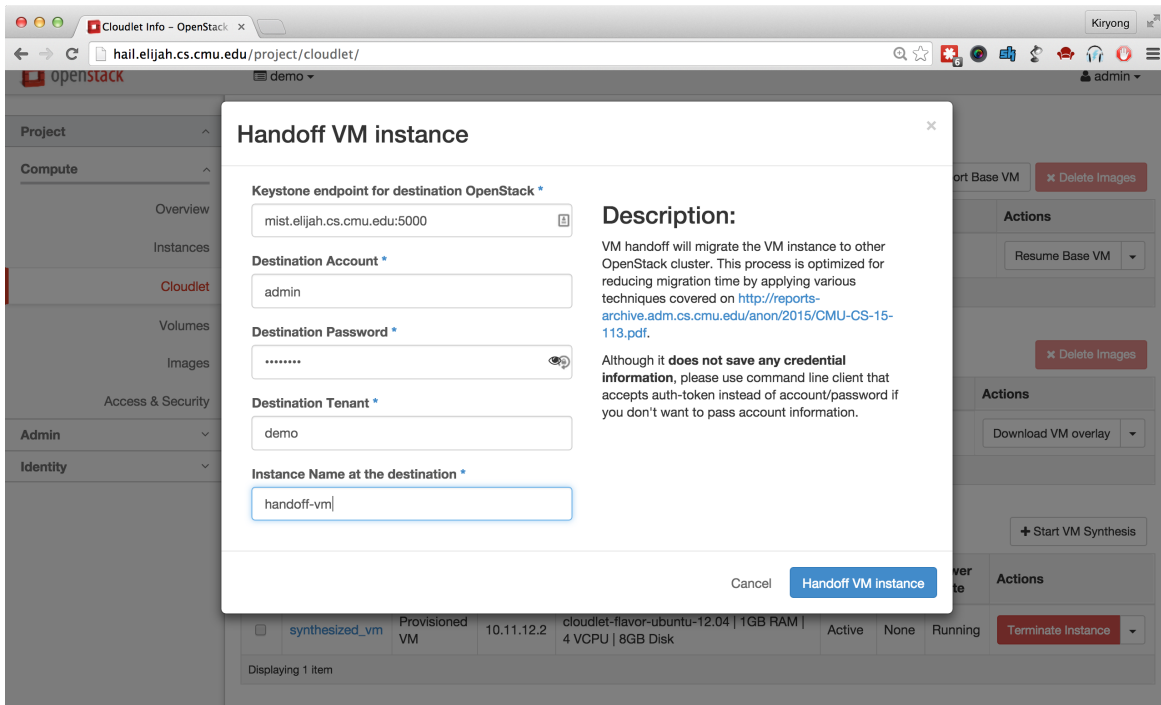 Cloudlet Info – OpenStack ×
Kiryong
hail.elijah.cs.cmu.edu/project/cloudlet/
6
openstack
demo
admin
Project
Compute
Overview
Instances
Cloudlet
Volumes
Images
Access & Security
Admin
Identity
Handoff VM instance
×
Keystone endpoint for destination OpenStack *
mist.elijah.cs.cmu.edu:5000
Destination Account *
admin
Destination Password *
••••••••
Destination Tenant *
demo
Instance Name at the destination *
handoff-vm
Description:
VM handoff will migrate the VM instance to other
OpenStack cluster. This process is optimized for
reducing migration time by applying various
techniques covered on http://reports-
archive.adm.cs.cmu.edu/anon/2015/CMU-CS-15-
113.pdf.
Although it does not save any credential
information, please use command line client that
accepts auth-token instead of account/password if
you don't want to pass account information.
Cancel
Handoff VM instance
ort Base VM
× Delete Images
Actions
Resume Base VM
× Delete Images
Actions
Download VM overlay
+ Start VM Synthesis
wer
te
Actions
synthesized_vm
Provisioned
VM
10.11.12.2
cloudlet-flavor-ubuntu-12.04 | 1GB RAM |
4 VCPU | 8GB Disk
Active
None
Running
Terminate Instance
Displaying 1 item